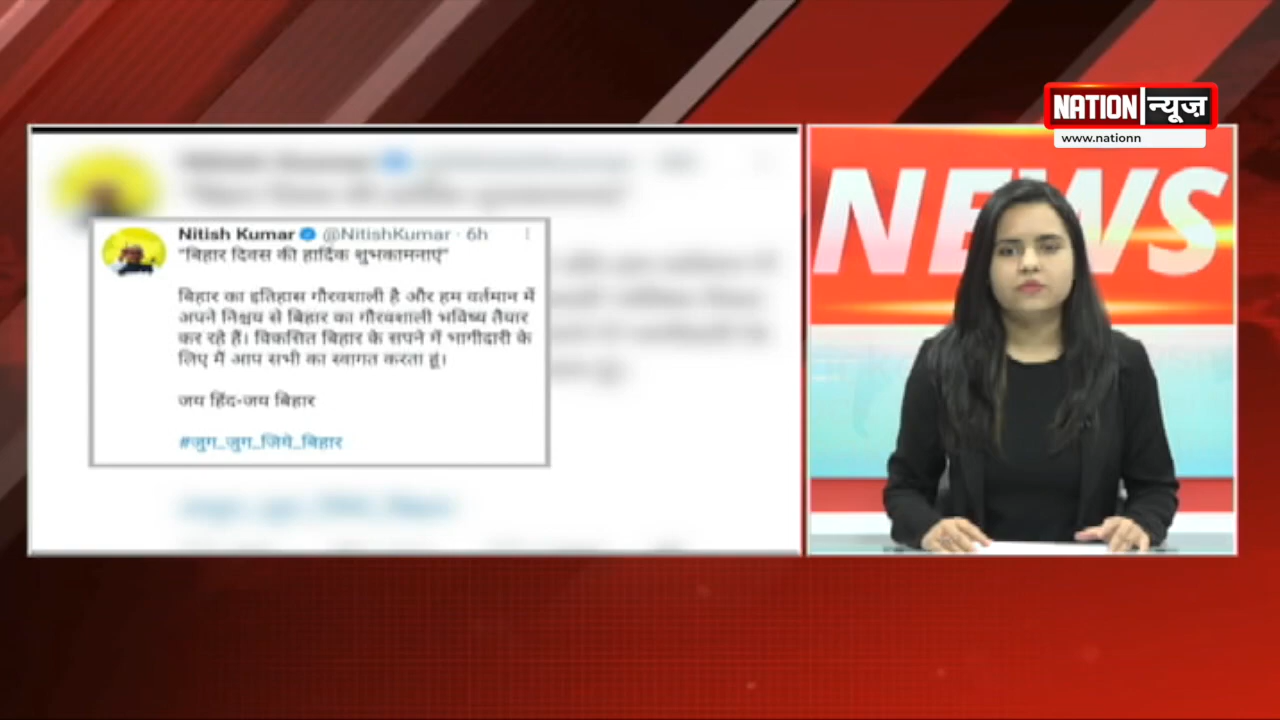 NATION न्यूज़
www.nationn
NEWS
Nitish Kumar @NitishKumar · 6h
"बिहार दिवस की हार्दिक शुभकामनाएं"
बिहार का इतिहास गौरवशाली है और हम वर्तमान में
अपने निश्चय से बिहार का गौरवशाली भविष्य तैयार
कर रहे हैं। विकसित बिहार के सपने में भागीदारी के
लिए मैं आप सभी का स्वागत करता हूं।
जय हिंद-जय बिहार
#जुग_जुग_जिये_बिहार